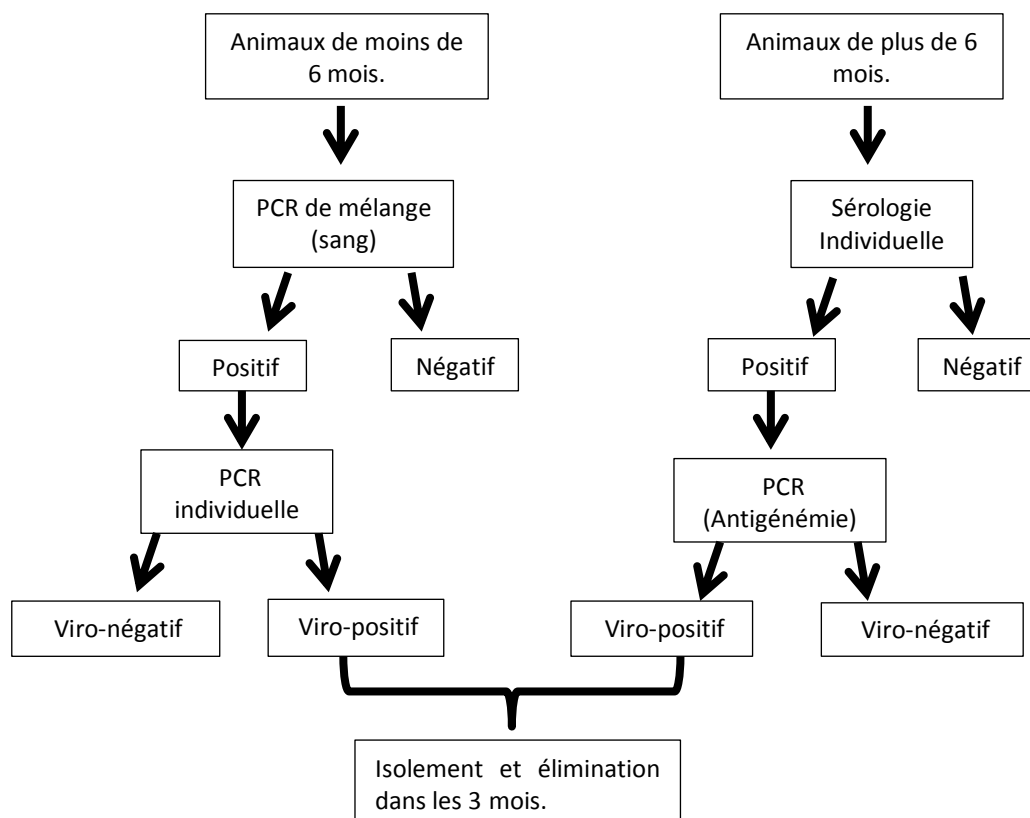 Animaux de moins de
6 mois.
Animaux de plus de 6
mois.
PCR de mélange
(sang)
Sérologie
Individuelle
Positif
Négatif
Positif
Négatif
PCR
individuelle
PCR
(Antigénémie)
Viro-négatif
Viro-positif
Viro-positif
Viro-négatif
Isolement et élimination
dans les 3 mois.